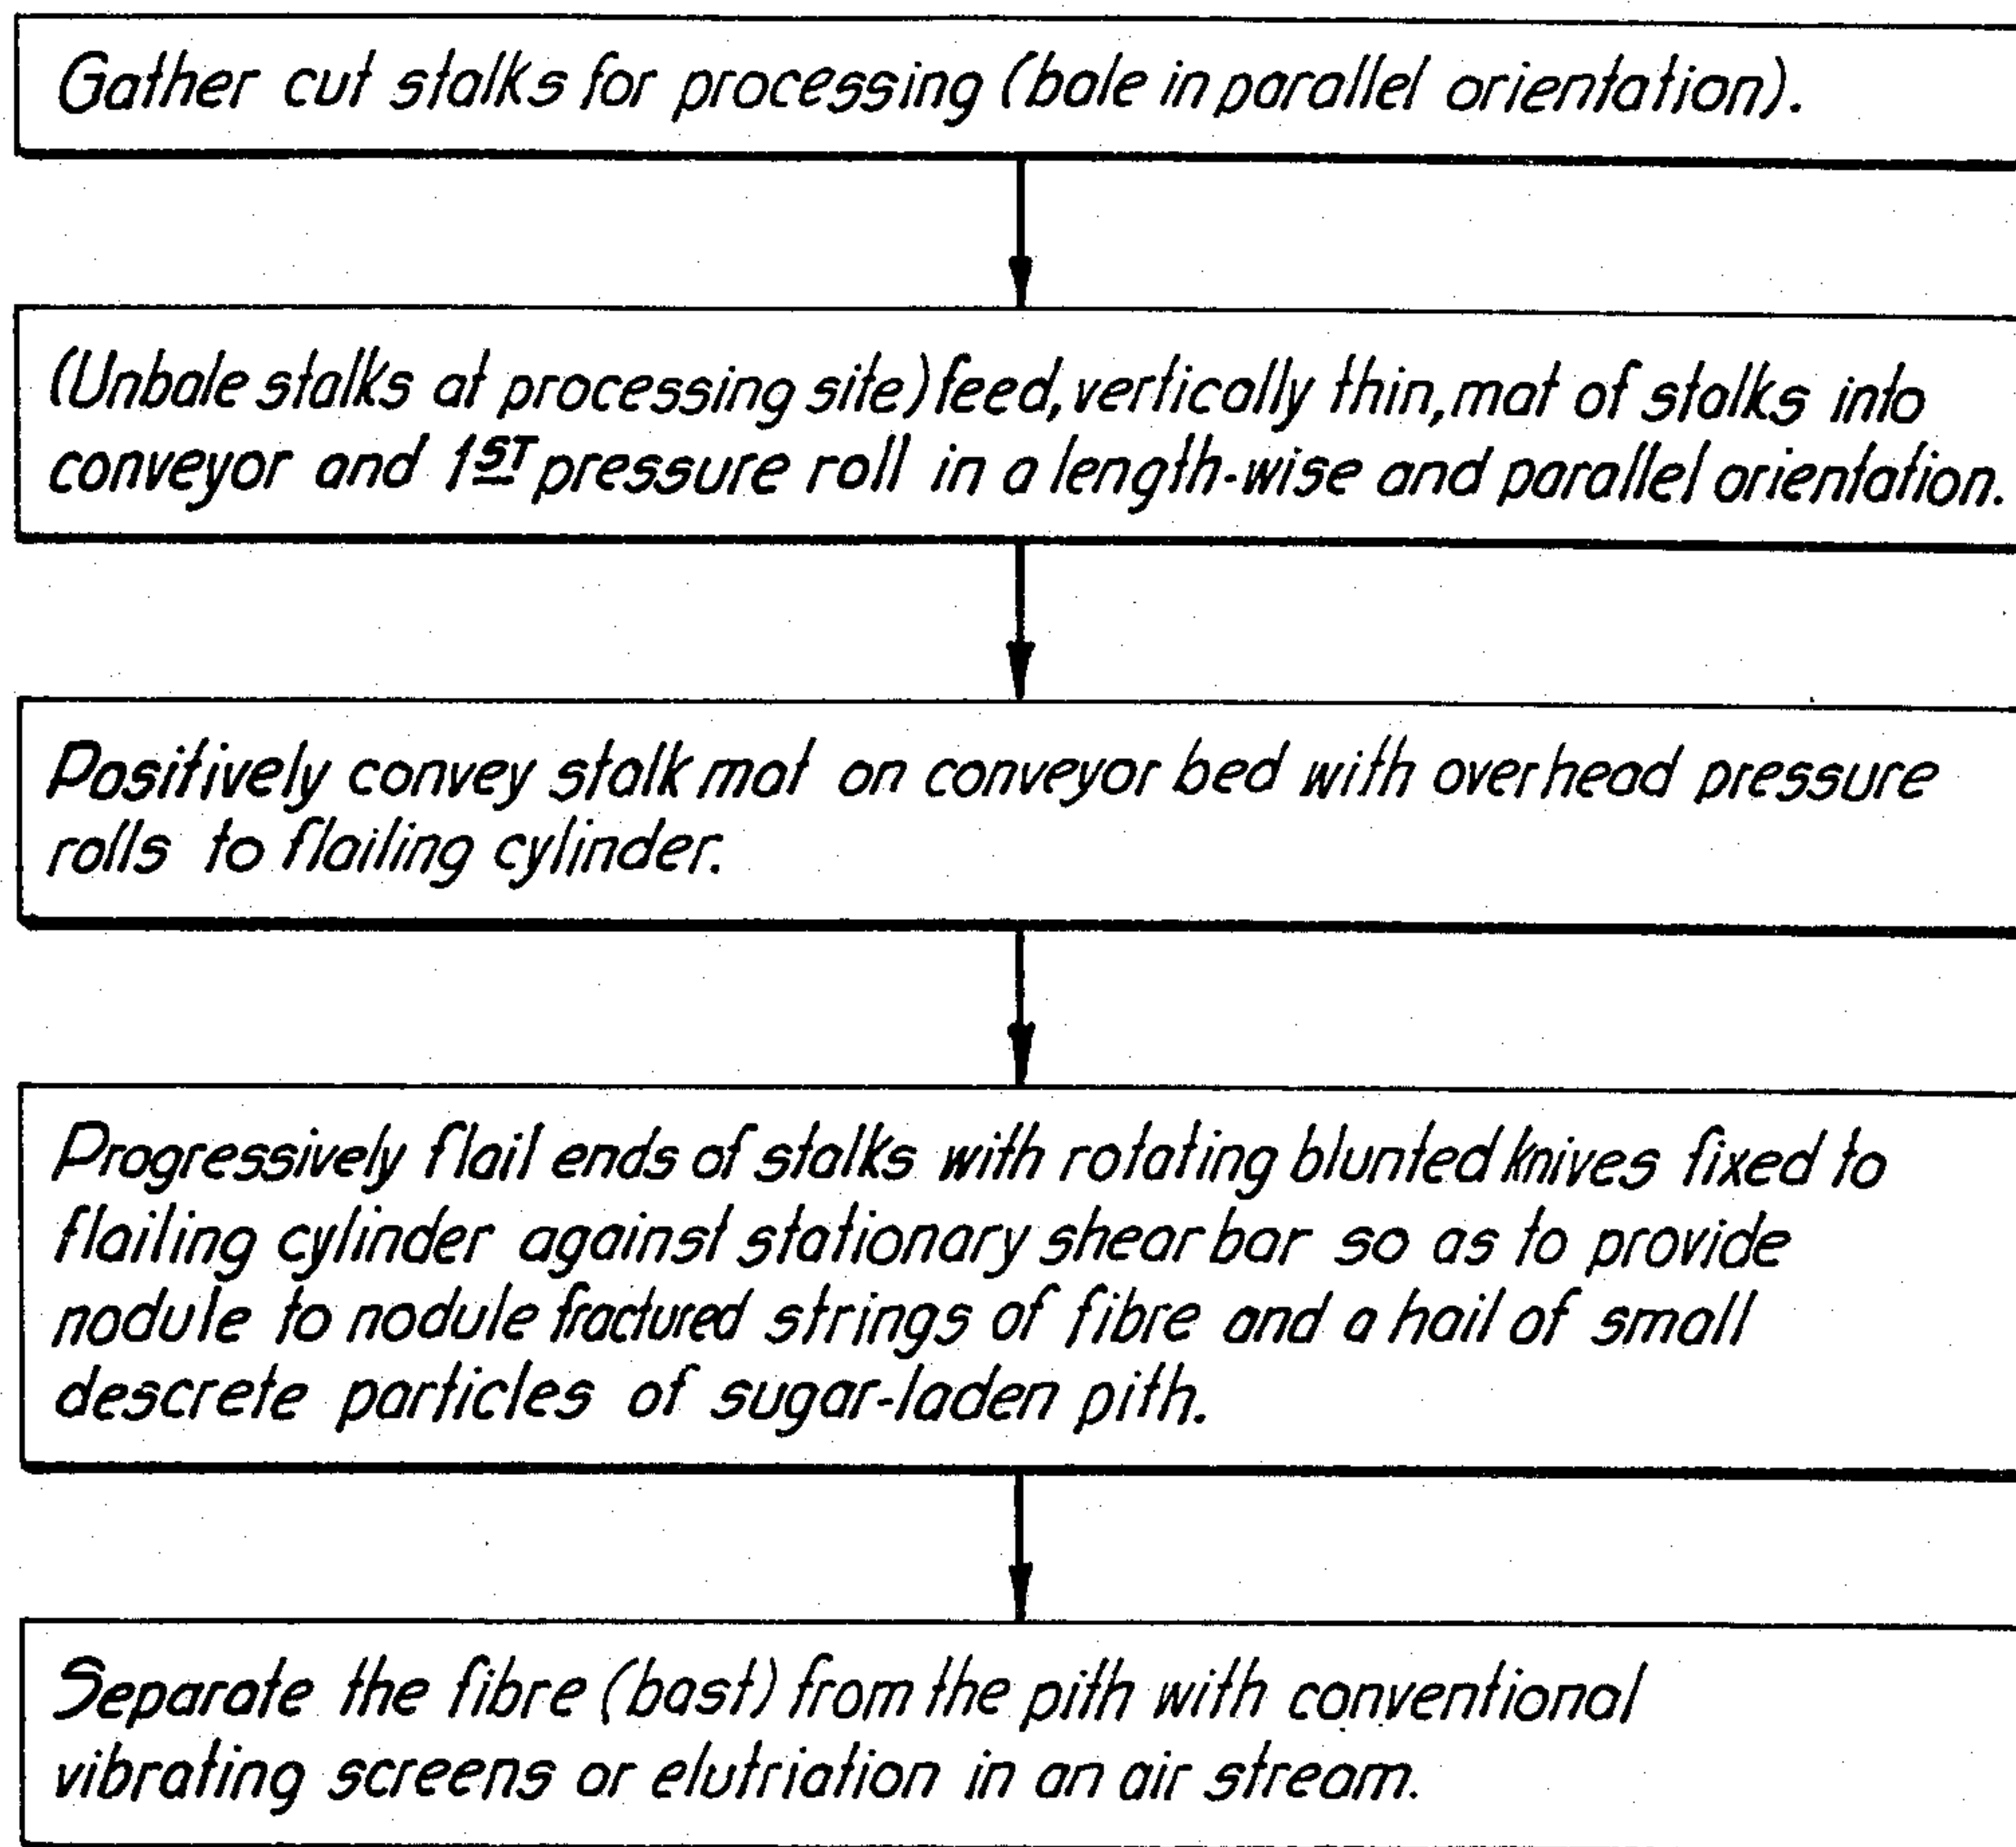 Gather cut stalks for processing (bale in parallel orientation).
(Unbale stalks at processing site) feed, vertically thin, mat of stalks into
conveyor and 1ST pressure roll in a length-wise and parallel orientation.
Positively convey stalk mat on conveyor bed with overhead pressure
rolls to flailing cylinder.
Progressively flail ends of stalks with rotating blunted knives fixed to
flailing cylinder against stationary shear bar so as to provide
nodule to nodule fractured strings of fibre and a hail of small
descrete particles of sugar-laden pith.
Separate the fibre (bast) from the pith with conventional
vibrating screens or elutriation in an air stream.